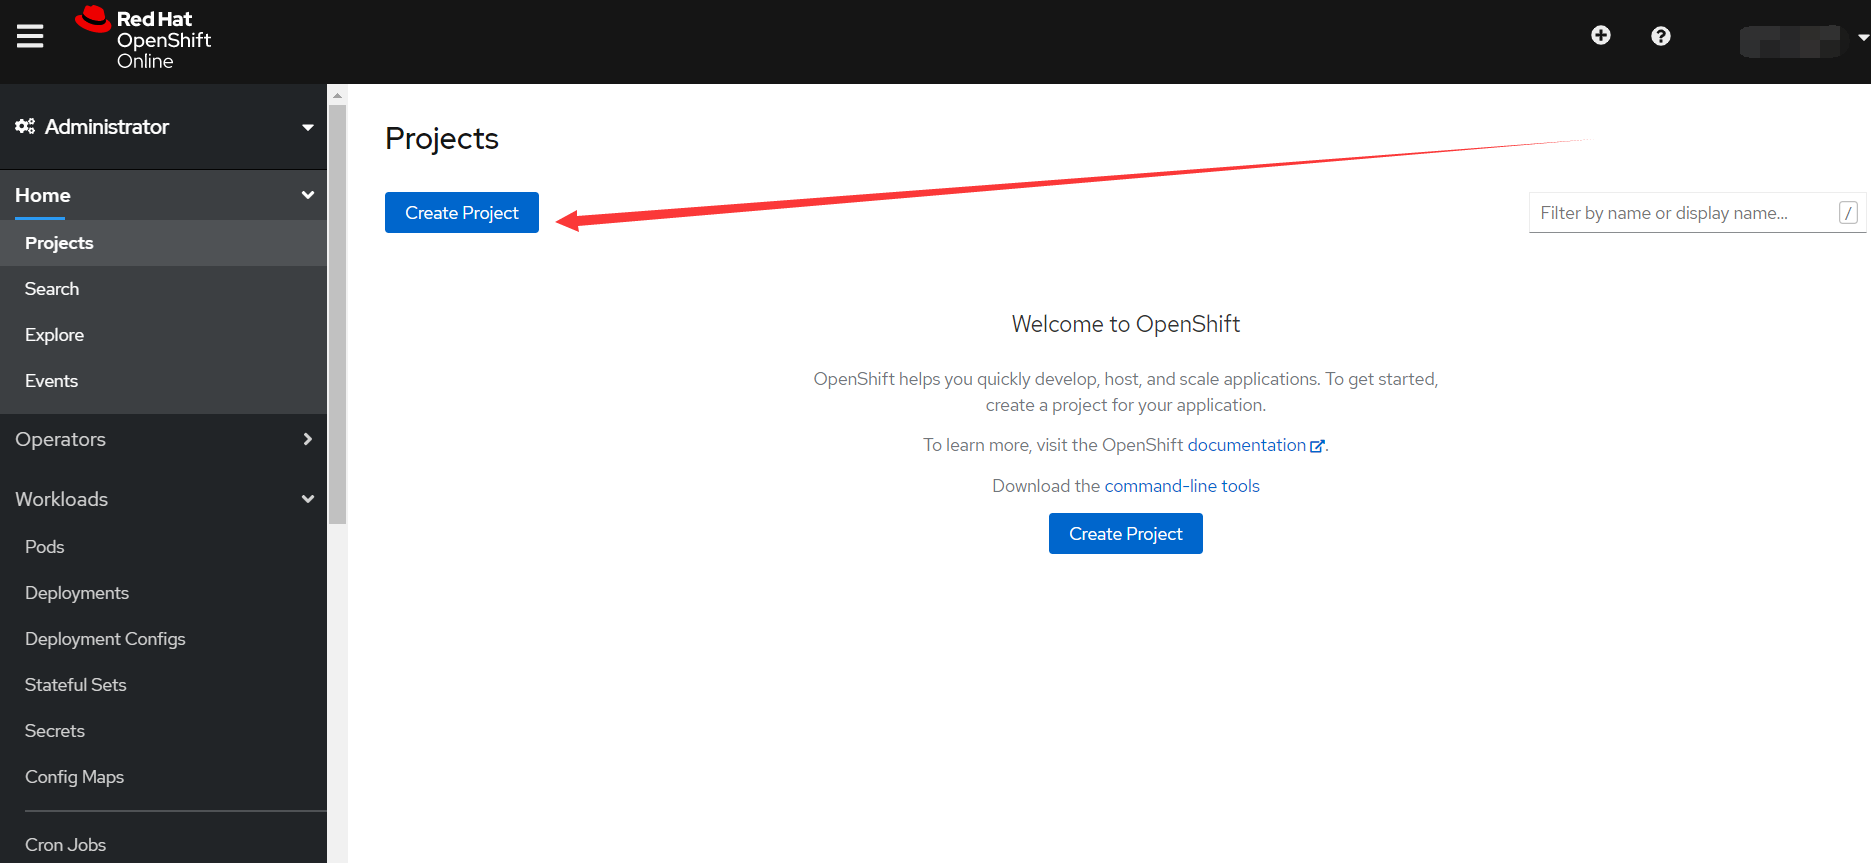 Red Hat
OpenShift
Online
Administrator
Home
Projects
Search
Explore
Events
Operators
Workloads
Pods
Deployments
Deployment Configs
Stateful Sets
Secrets
Config Maps
Cron Jobs
Projects
Create Project
Filter by name or display name...
/
Welcome to OpenShift
OpenShift helps you quickly develop, host, and scale applications. To get started,
create a project for your application.
To learn more, visit the OpenShift documentation.
Download the command-line tools
Create Project